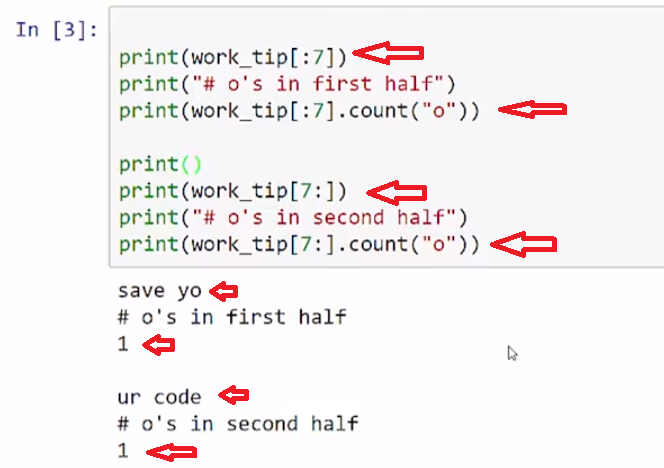 In [3]:
print(work_tip[:7])
print("# o's in first half")
print(work_tip[:7].count("o"))
print()
print(work_tip[7:])
print("# o's in second half")
print(work_tip[7:].count("o"))
save yo
# o's in first half
1
ur code
# o's in second half
1